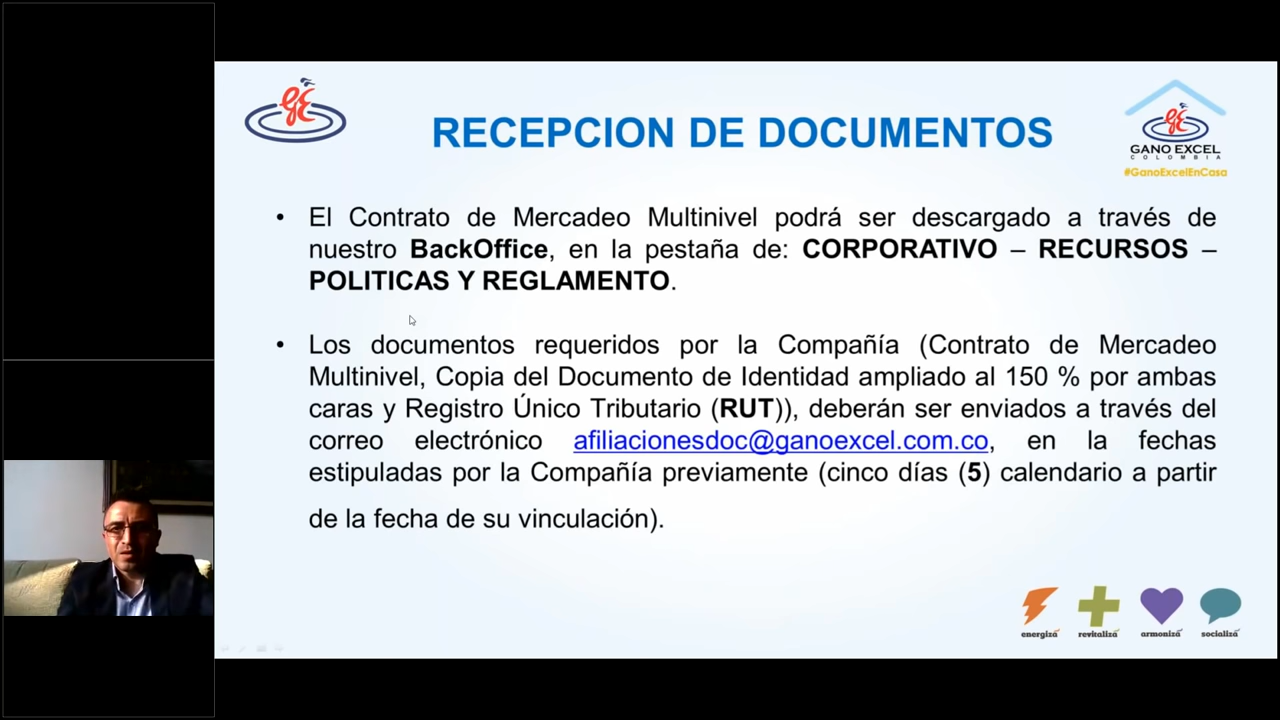 RECEPCION DE DOCUMENTOS
GANO EXCEL
COLOMBIA
#GanoExcelEnCasa
• El Contrato de Mercadeo Multinivel podrá ser descargado a través de
nuestro BackOffice, en la pestaña de: CORPORATIVO – RECURSOS –
POLITICAS Y REGLAMENTO.
• Los documentos requeridos por la Compañía (Contrato de Mercadeo
Multinivel, Copia del Documento de Identidad ampliado al 150 % por ambas
caras y Registro Único Tributario (RUT)), deberán ser enviados a través del
correo electrónico afiliacionesdoc@ganoexcel.com.co, en la fechas
estipuladas por la Compañía previamente (cinco días (5) calendario a partir
de la fecha de su vinculación).
energizá revitalizá armonizá socializá